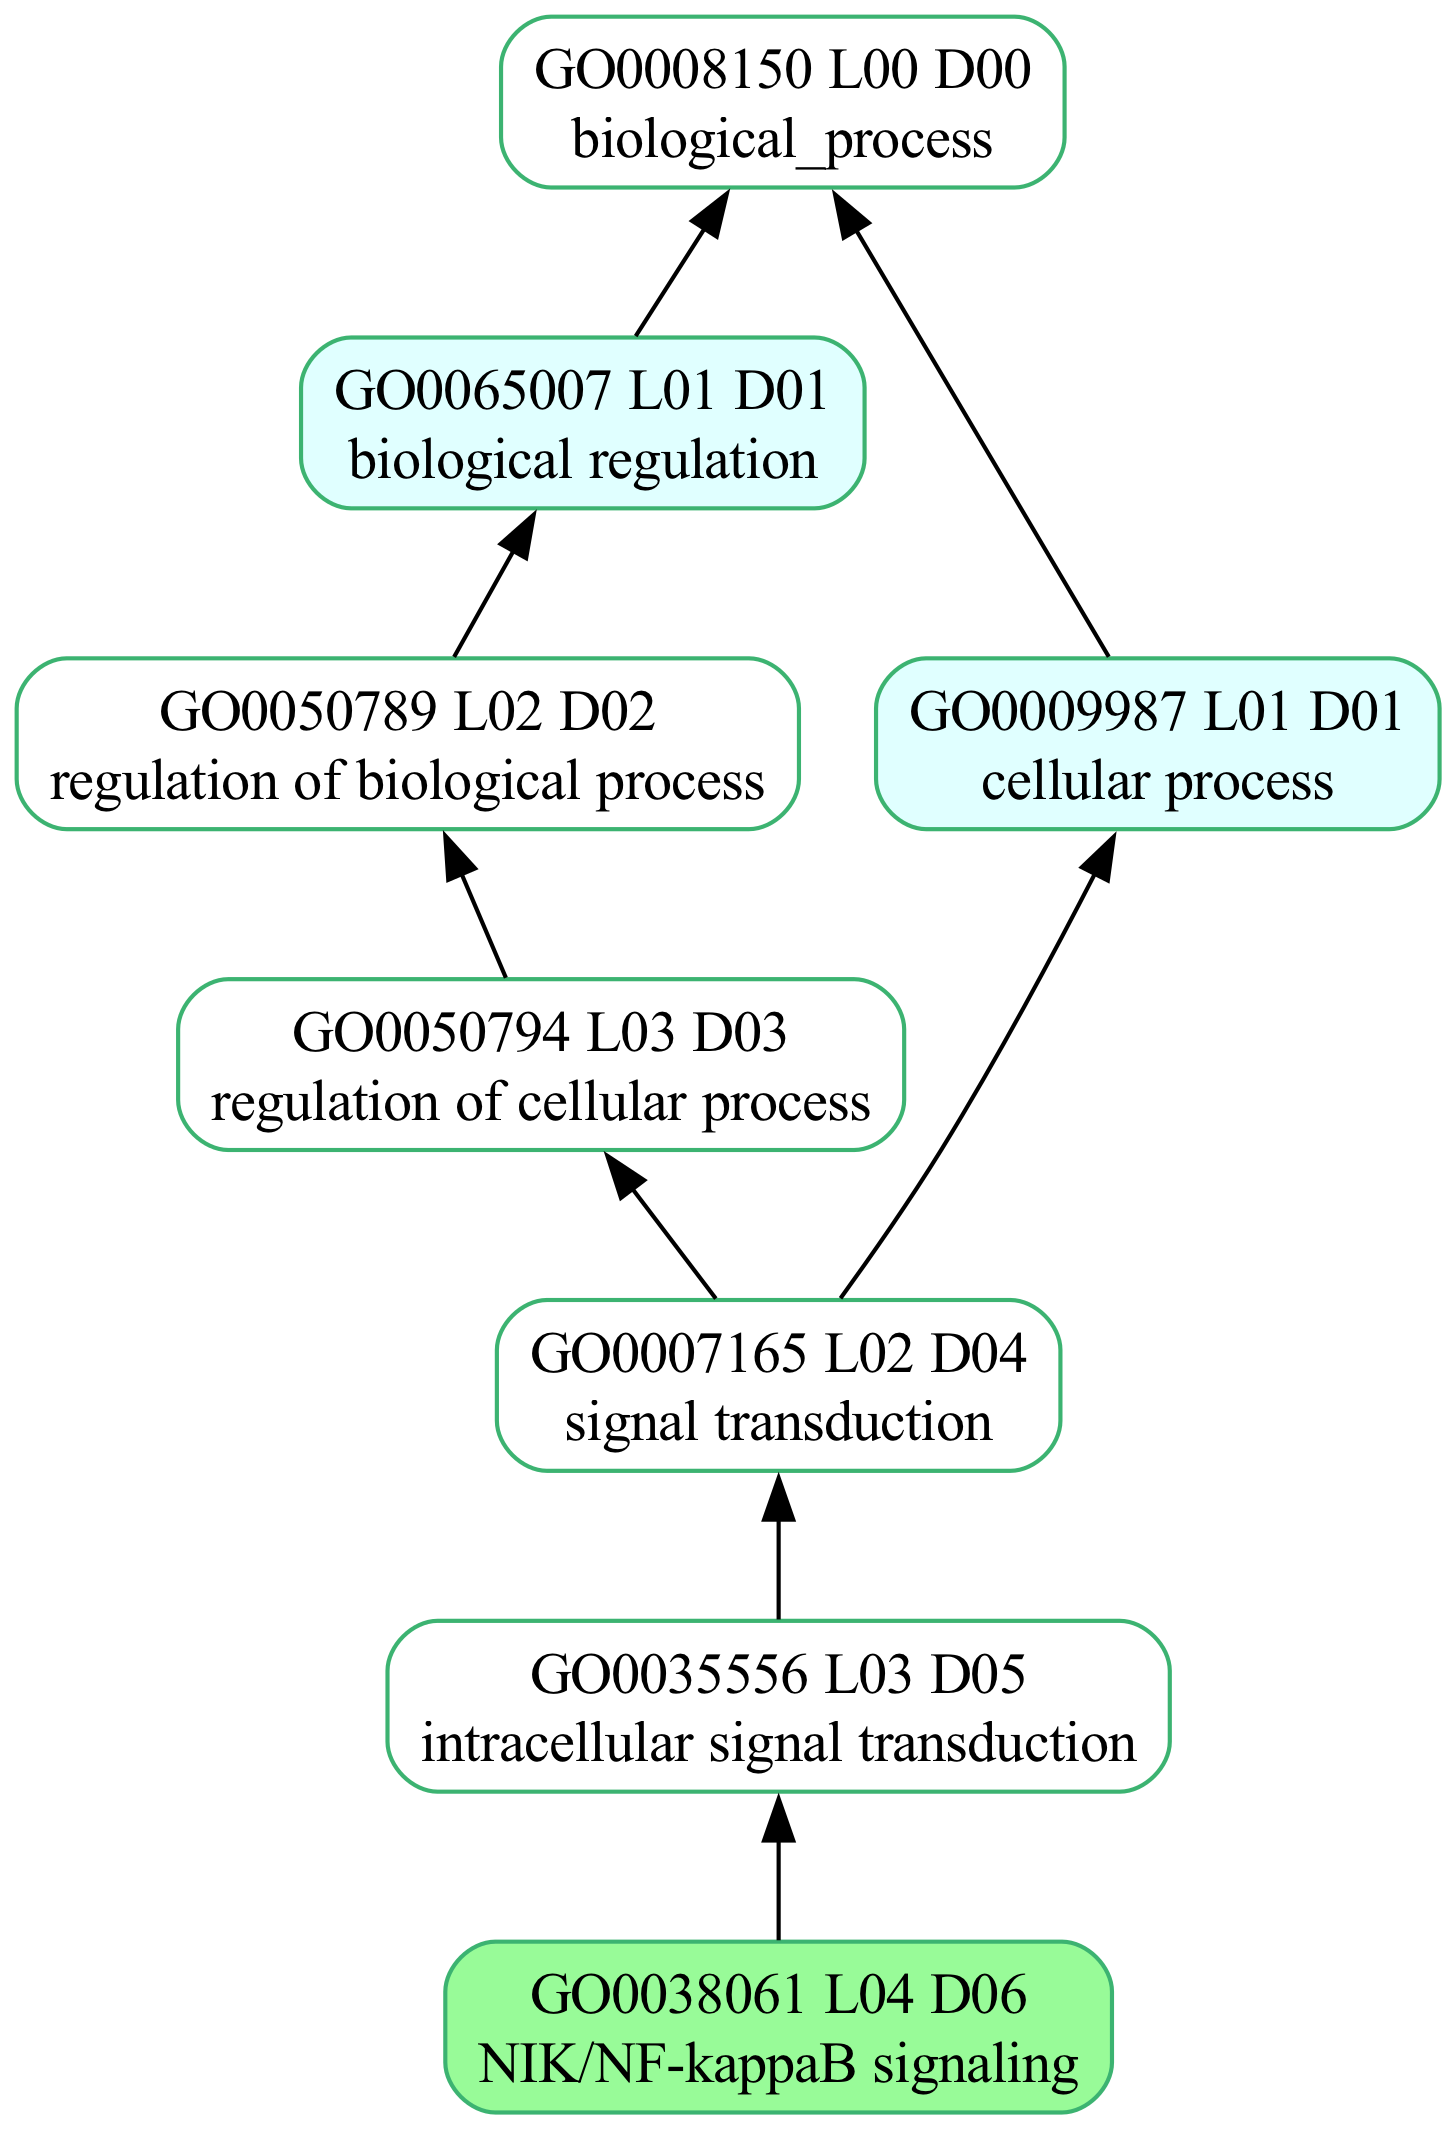 GO0008150 L00 D00
biological_process
GO0065007 L01 D01
biological regulation
GO0050789 L02 D02
regulation of biological process
GO0009987 L01 D01
cellular process
GO0050794 L03 D03
regulation of cellular process
GO0007165 L02 D04
signal transduction
GO0035556 L03 D05
intracellular signal transduction
GO0038061 L04 D06
NIK/NF-kappaB signaling